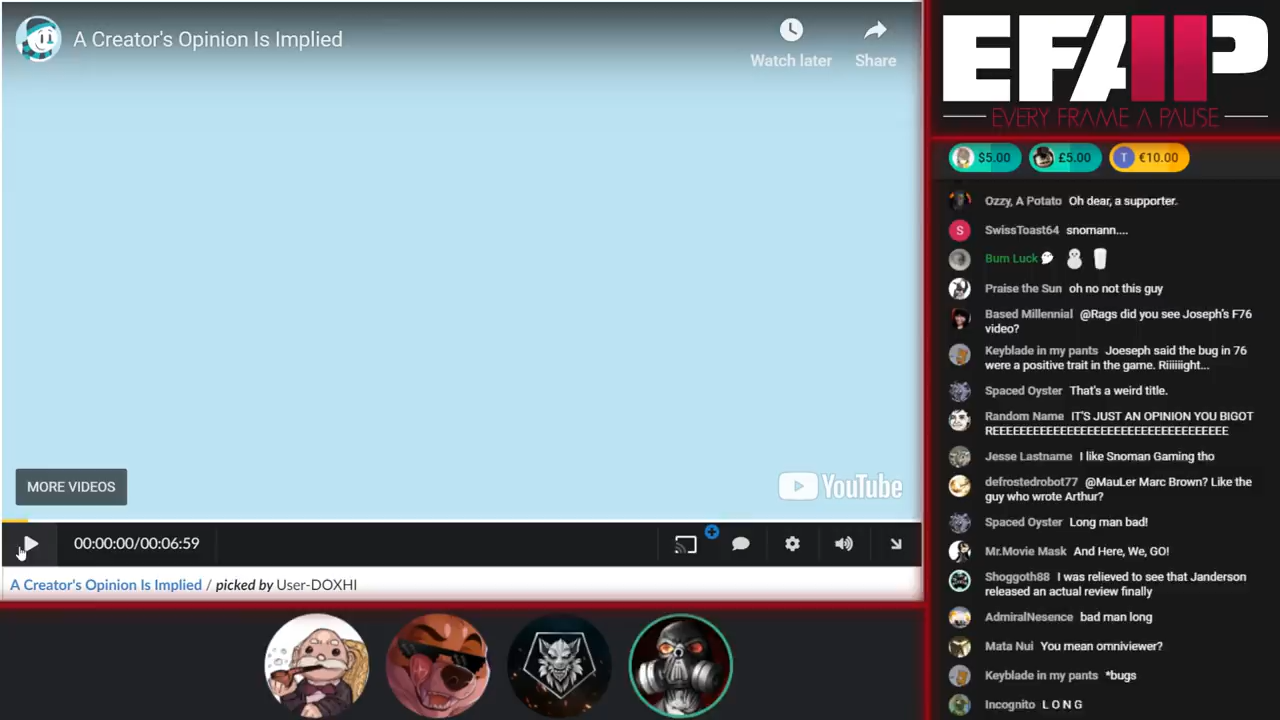 A Creator's Opinion Is Implied
Watch later
Share
MORE VIDEOS
YouTube
00:00:00/00:06:59
A Creator's Opinion Is Implied / picked by User-DOXHI
EFAP
EVERY FRAME A PAUSE
$5.00
£5.00
T €10.00
Ozzy, A Potato Oh dear, a supporter.
S SwissToast64 snomann....
Bum Luck
Praise the Sun oh no not this guy
Based Millennial @Rags did you see Joseph's F76
video?
Keyblade in my pants Joeseph said the bug in 76
were a positive trait in the game. Riiiiiight...
Spaced Oyster That's a weird title.
Random Name IT'S JUST AN OPINION YOU BIGOT
REEEEEEEEEEEEEEEEEEEEEEEEEEEEEEEEEE
Jesse Lastname I like Snoman Gaming tho
defrostedrobot77 @MauLer Marc Brown? Like the
guy who wrote Arthur?
Spaced Oyster Long man bad!
Mr.Movie Mask And Here, We, GO!
Shoggoth88 I was relieved to see that Janderson
released an actual review finally
AdmiralNesence bad man long
Mata Nui You mean omniviewer?
Keyblade in my pants *bugs
Incognito L O N G